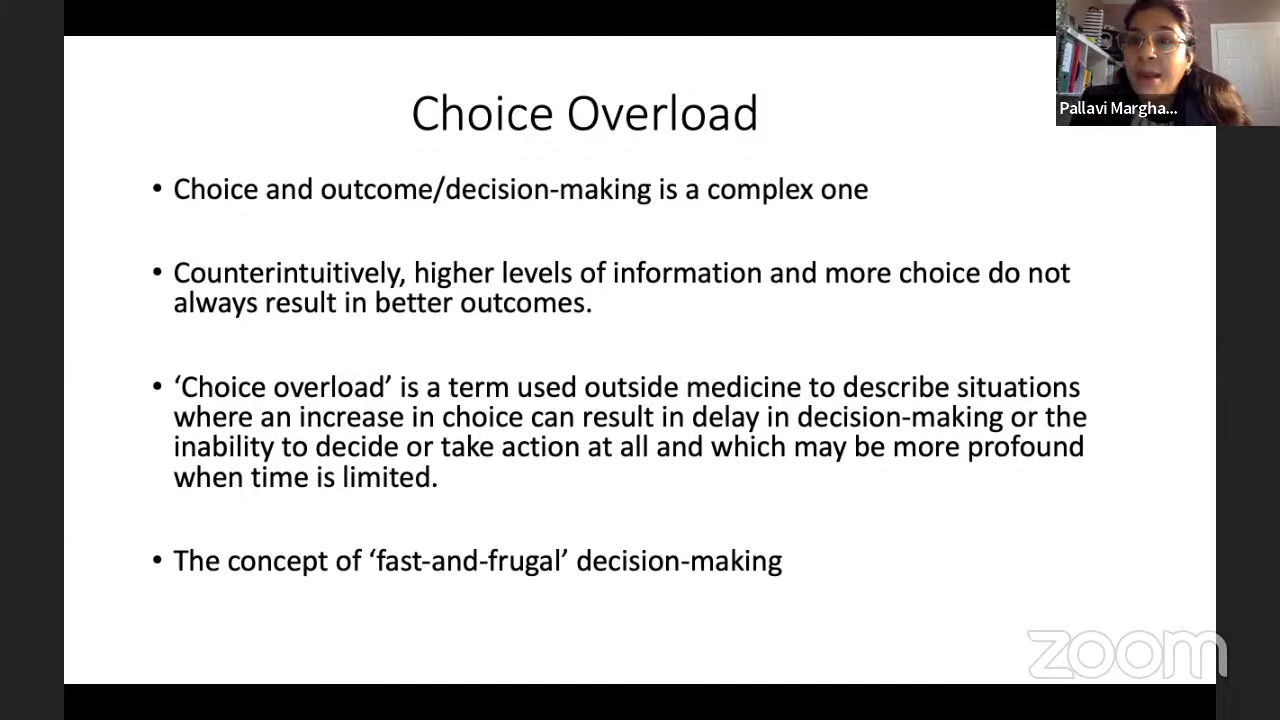 Choice Overload
Pallavi Margha...
• Choice and outcome/decision-making is a complex one
• Counterintuitively, higher levels of information and more choice do not
always result in better outcomes.
• ‘Choice overload’ is a term used outside medicine to describe situations
where an increase in choice can result in delay in decision-making or the
inability to decide or take action at all and which may be more profound
when time is limited.
• The concept of ‘fast-and-frugal’ decision-making
zoom